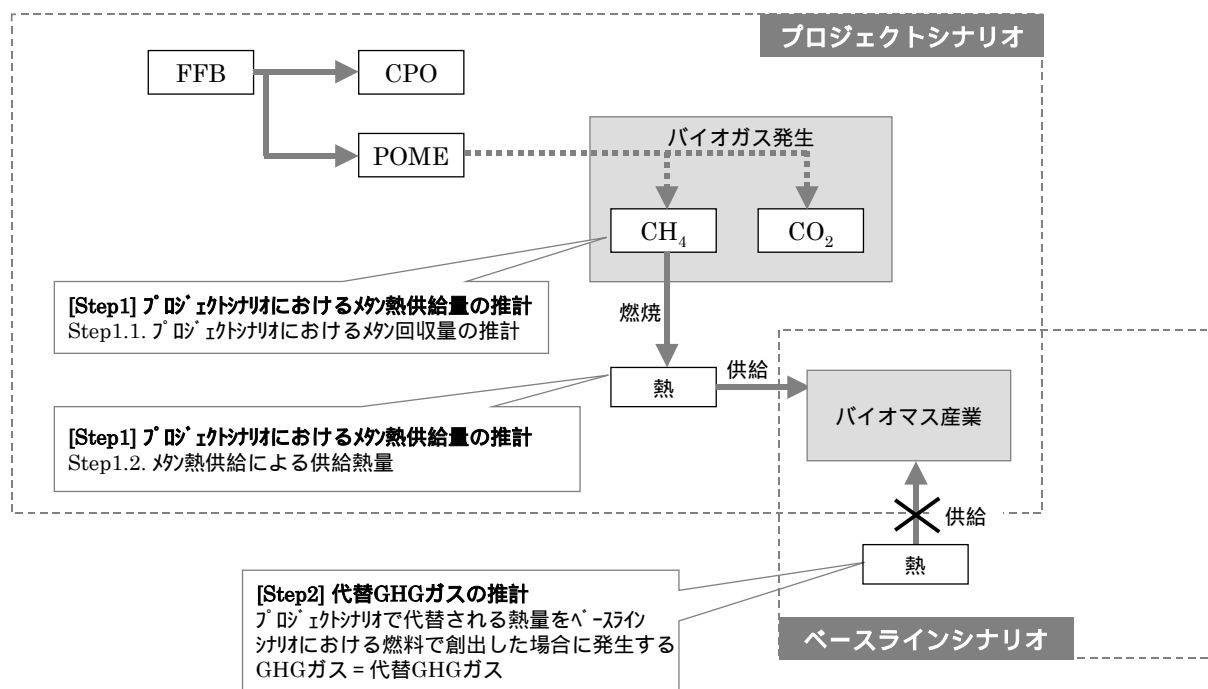 プロジェクトシナリオ
FFB
CPO
POME
バイオガス発生
CH₄
CO₂
[Step1] ﾌﾟﾛｼﾞｪｸﾄｼﾅﾘｵにおけるﾒﾀﾝ熱供給量の推計
Step1.1. ﾌﾟﾛｼﾞｪｸﾄｼﾅﾘｵにおけるﾒﾀﾝ回収量の推計
燃焼
熱
供給
バイオマス産業
[Step1] ﾌﾟﾛｼﾞｪｸﾄｼﾅﾘｵにおけるﾒﾀﾝ熱供給量の推計
Step1.2. ﾒﾀﾝ熱供給による供給熱量
供給
熱
[Step2] 代替GHGガスの推計
ﾌﾟﾛｼﾞｪｸﾄｼﾅﾘｵで代替される熱量をﾍﾞｰｽﾗｲﾝ
ｼﾅﾘｵにおける燃料で創出した場合に発生する
GHGガス = 代替GHGガス
ベースラインシナリオ